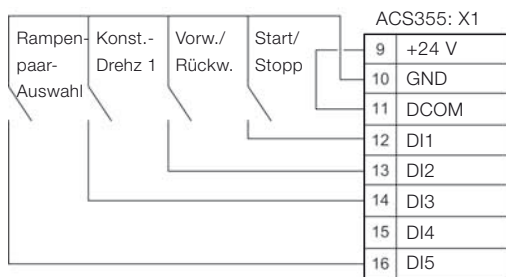 ACS355: X1
Rampen-
paar-
Auswahl
Konst.-
Drehz 1
Vorw./
Rückw.
Start/
Stopp
9 +24 V
10 GND
11 DCOM
12 DI1
13 DI2
14 DI3
15 DI4
16 DI5